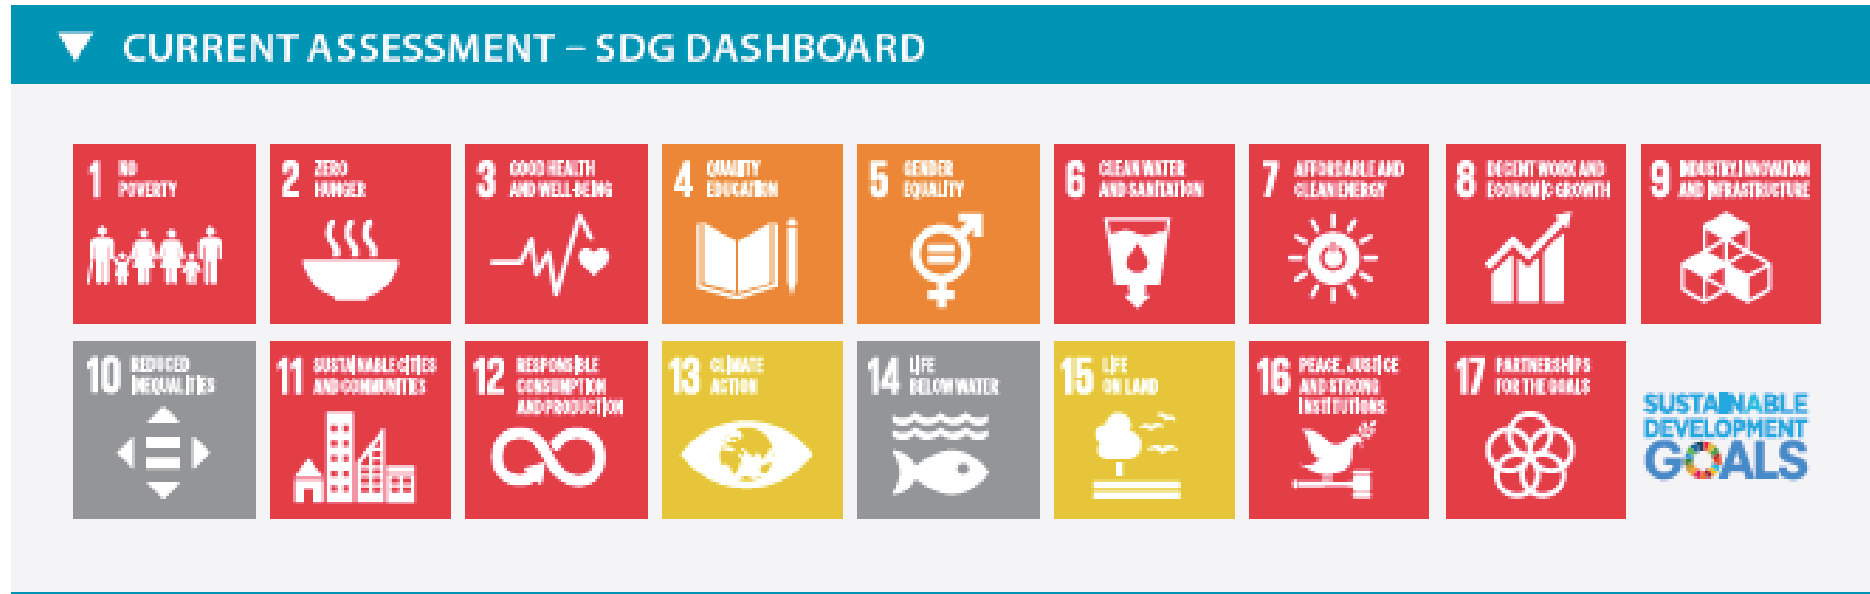 CURRENT ASSESSMENT – SDG DASHBOARD
1 NO
POVERTY
2 ZERO
HUNGER
3 GOOD HEALTH
AND WELL-BEING
4 QUALITY
EDUCATION
5 GENDER
EQUALITY
6 CLEAN WATER
AND SANITATION
7 AFFORDABLE AND
CLEAN ENERGY
8 DECENT WORK AND
ECONOMIC GROWTH
9 INDUSTRY, INNOVATION
AND INFRASTRUCTURE
10 REDUCED
INEQUALITIES
11 SUSTAINABLE CITIES
AND COMMUNITIES
12 RESPONSIBLE
CONSUMPTION
AND PRODUCTION
13 CLIMATE
ACTION
14 LIFE
BELOW WATER
15 LIFE
ON LAND
16 PEACE, JUSTICE
AND STRONG
INSTITUTIONS
17 PARTNERSHIPS
FOR THE GOALS
SUSTAINABLE
DEVELOPMENT
GOALS